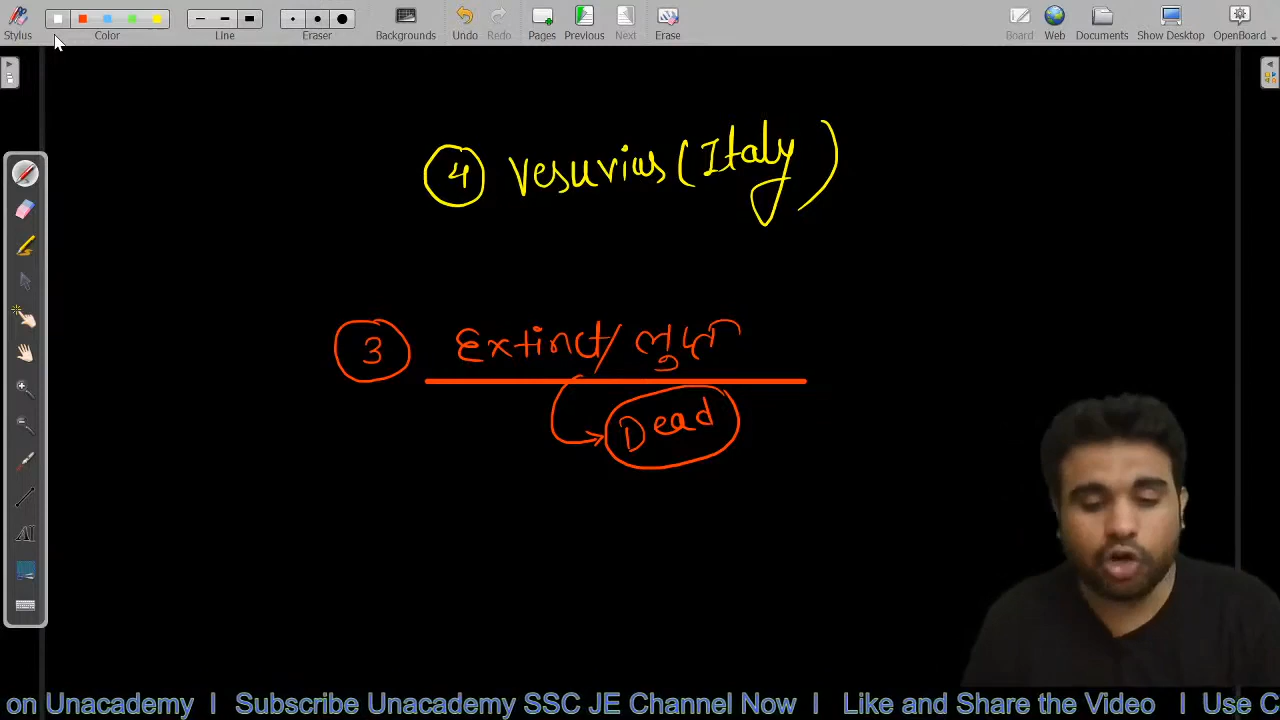 Stylus
Color
Line
Eraser
Backgrounds
Undo
Redo
Pages
Previous
Next
Erase
Board
Web
Documents
Show Desktop
OpenBoard
4 Vesuvius (Italy)
3 Extinct/
Dead
on Unacademy I Subscribe Unacademy SSC JE Channel Now I Like and Share the Video I Use C